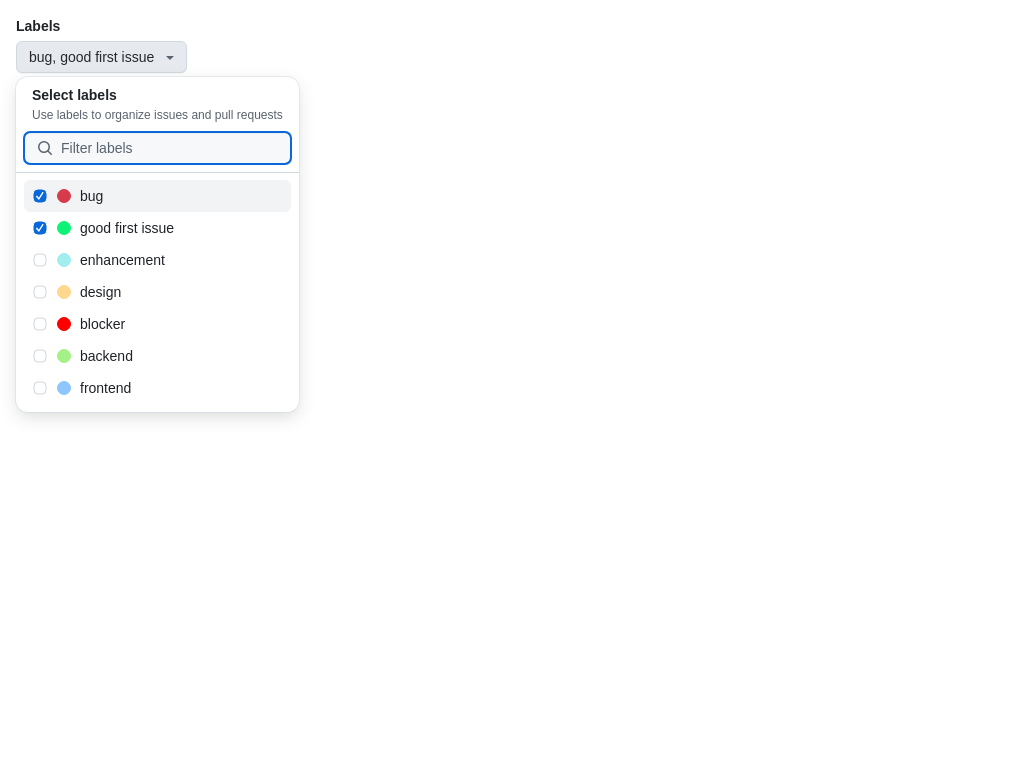 Labels
bug, good first issue
Select labels
Use labels to organize issues and pull requests
Filter labels
bug
good first issue
enhancement
design
blocker
backend
frontend